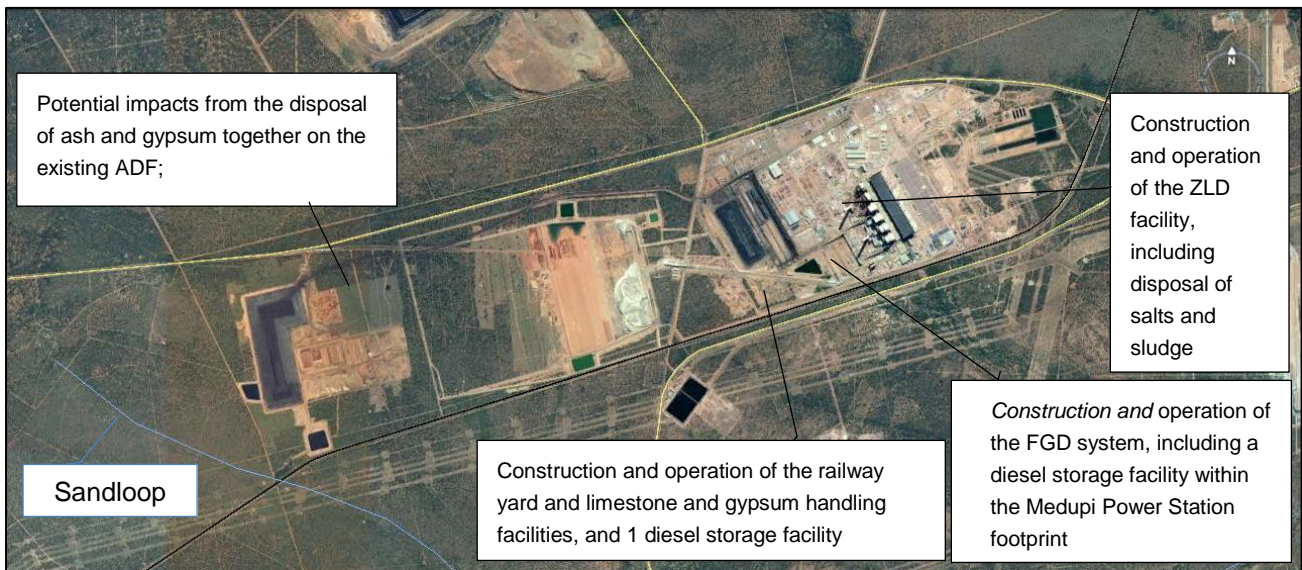 Potential impacts from the disposal
of ash and gypsum together on the
existing ADF;
N
Construction
and operation
of the ZLD
facility,
including
disposal of
salts and
sludge
Sandloop
Construction and operation of the railway
yard and limestone and gypsum handling
facilities, and 1 diesel storage facility
Construction and operation of
the FGD system, including a
diesel storage facility within
the Medupi Power Station
footprint